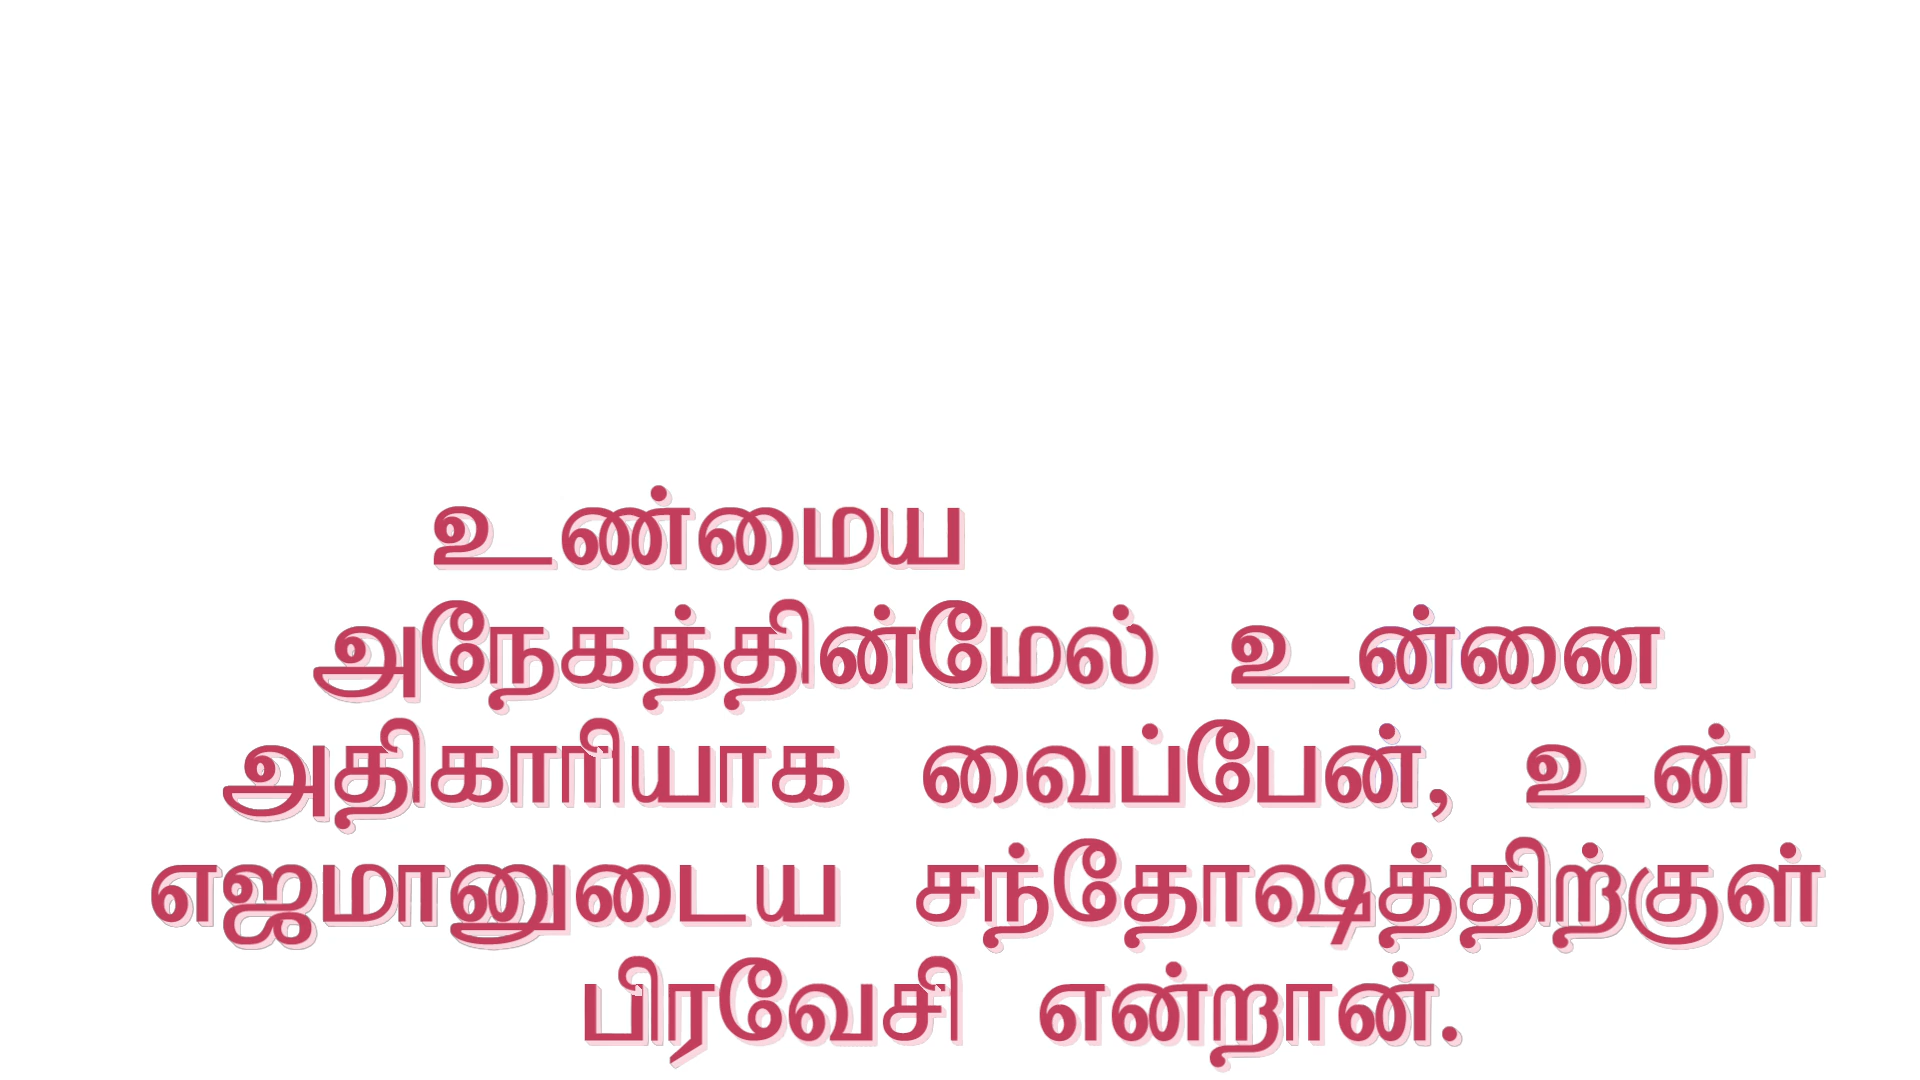 உண்மைய
அநேகத்தின்மேல் உன்னை
அதிகாரியாக வைப்பேன், உன்
எஜமானுடைய சந்தோஷத்திற்குள்
பிரவேசி என்றான்.